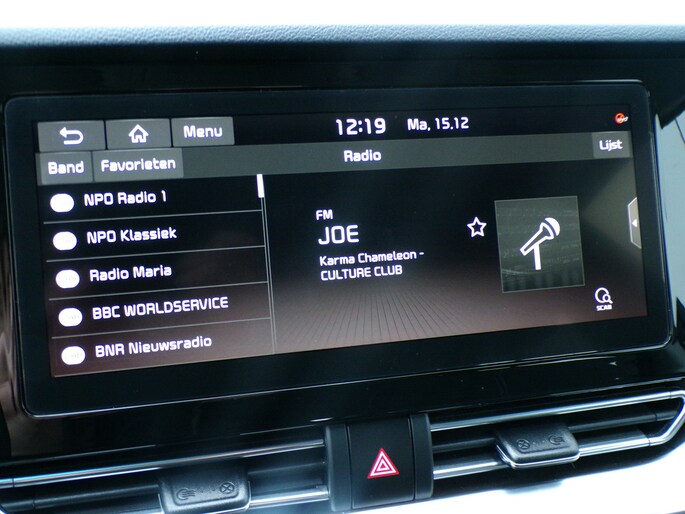 Menu
12:19
Ma, 15.12
Band
Favorieten
Radio
Lijst
NPO Radio 1
NPO Klassiek
Radio Maria
BBC WORLDSERVICE
BNR Nieuwsradio
FM
JOE
Karma Chameleon -
CULTURE CLUB
SCAN